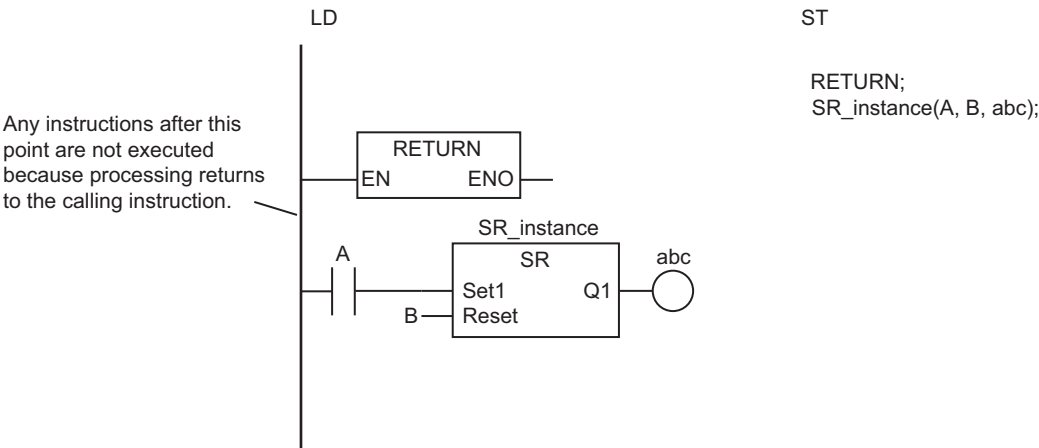 LD
ST
RETURN;
SR_instance(A, B, abc);
Any instructions after this
point are not executed
because processing returns
to the calling instruction.
RETURN
EN ENO
SR_instance
A
SR
abc
Set1 Q1
B Reset